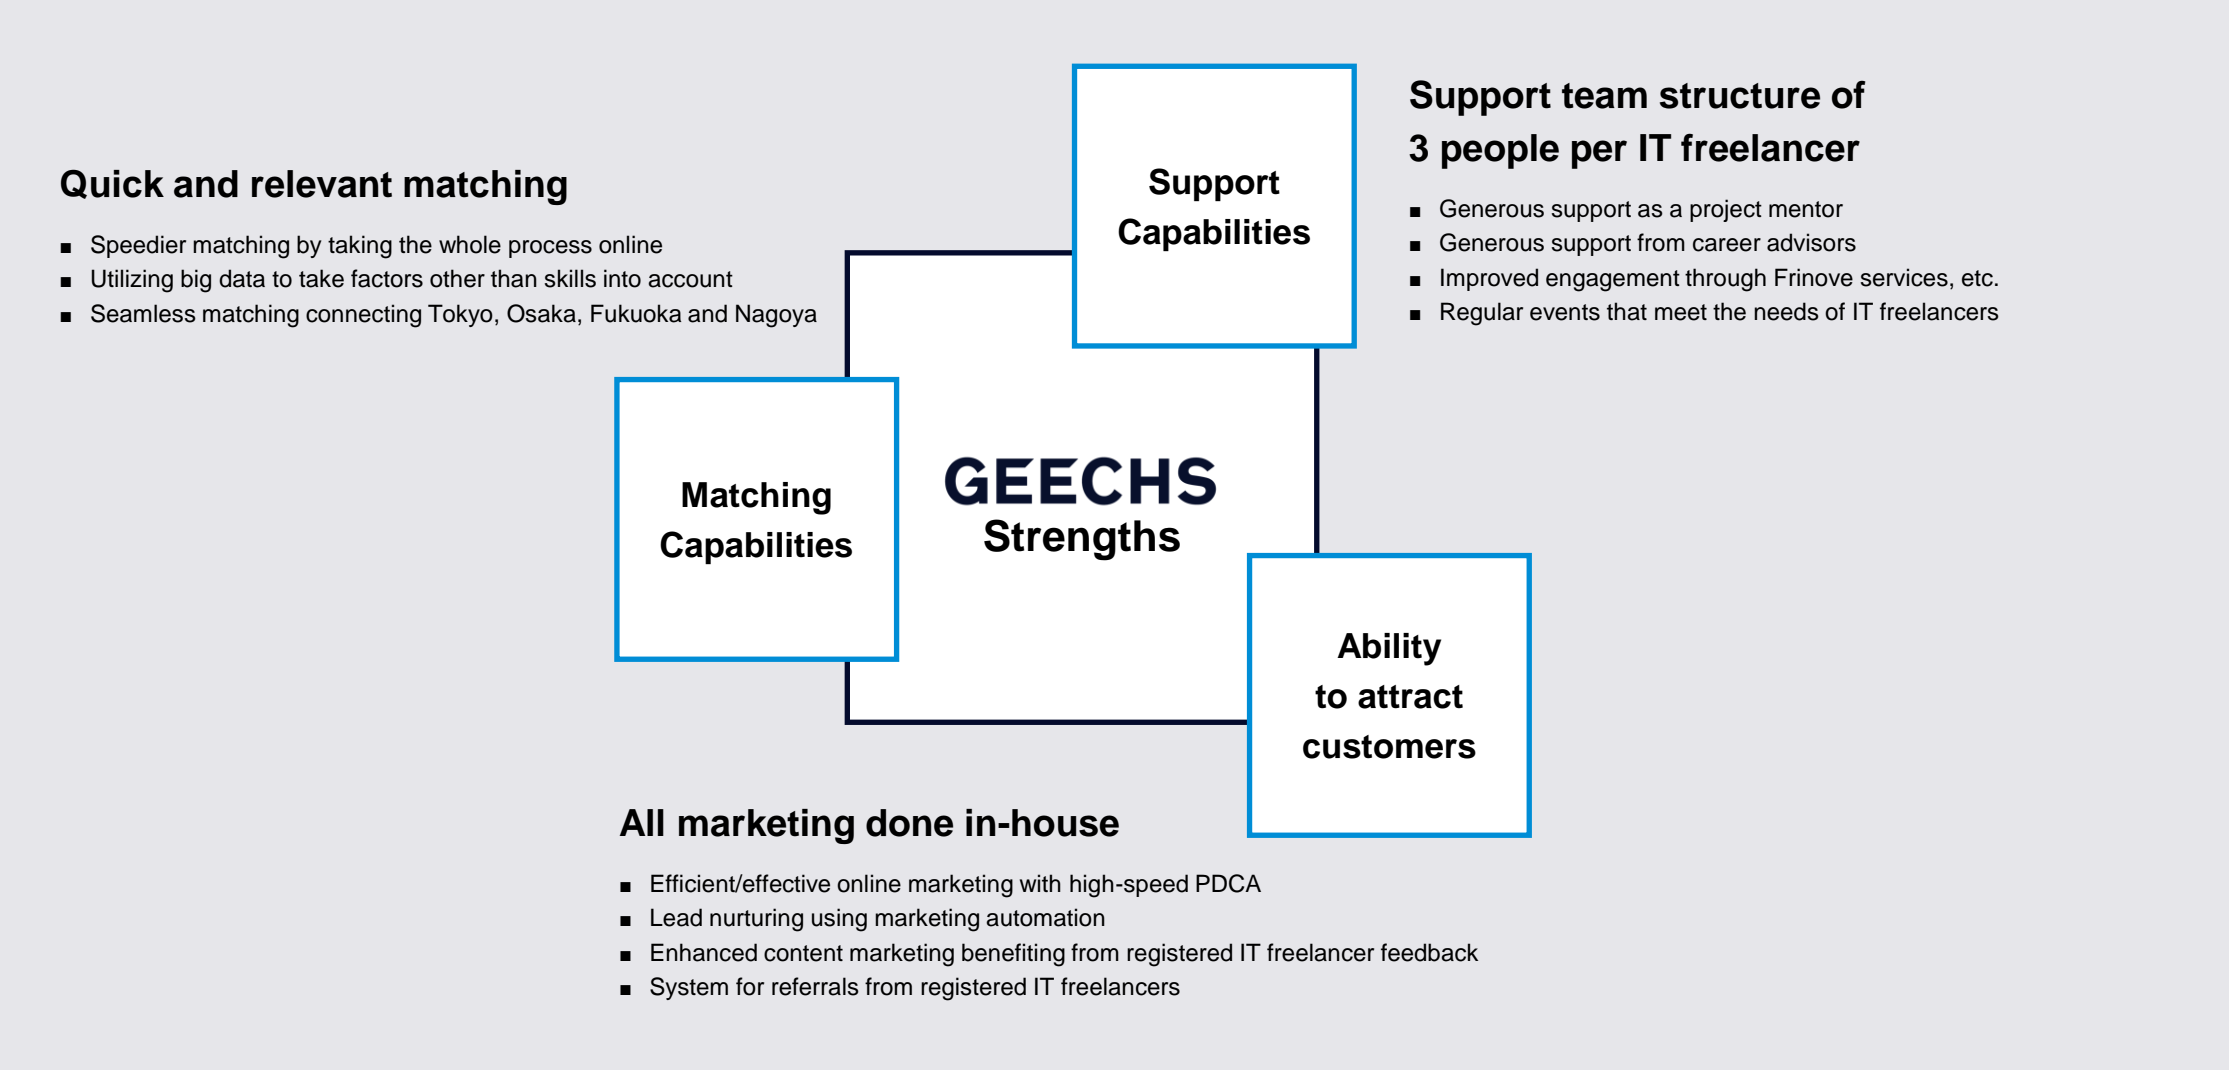 Quick and relevant matching
■ Speedier matching by taking the whole process online
■ Utilizing big data to take factors other than skills into account
■ Seamless matching connecting Tokyo, Osaka, Fukuoka and Nagoya
Support
Capabilities
Support team structure of
3 people per IT freelancer
■ Generous support as a project mentor
■ Generous support from career advisors
■ Improved engagement through Frinove services, etc.
■ Regular events that meet the needs of IT freelancers
Matching
Capabilities
GEECHS
Strengths
Ability
to attract
customers
All marketing done in-house
■ Efficient/effective online marketing with high-speed PDCA
■ Lead nurturing using marketing automation
■ Enhanced content marketing benefiting from registered IT freelancer feedback
■ System for referrals from registered IT freelancers